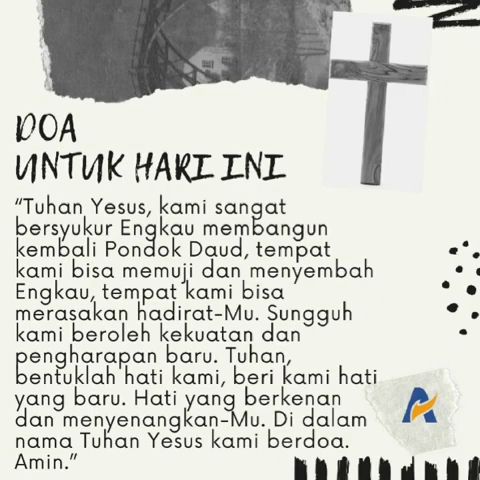 DOA
UNTUK HARI INI
“Tuhan Yesus, kami sangat
bersyukur Engkau membangun
kembali Pondok Daud, tempat
kami bisa memuji dan menyembah
Engkau, tempat kami bisa
merasakan hadirat-Mu. Sungguh
kami beroleh kekuatan dan
pengharapan baru. Tuhan,
bentuklah hati kami, beri kami hati
yang baru. Hati yang berkenan
dan menyenangkan-Mu. Di dalam
nama Tuhan Yesus kami berdoa.
Amin.”